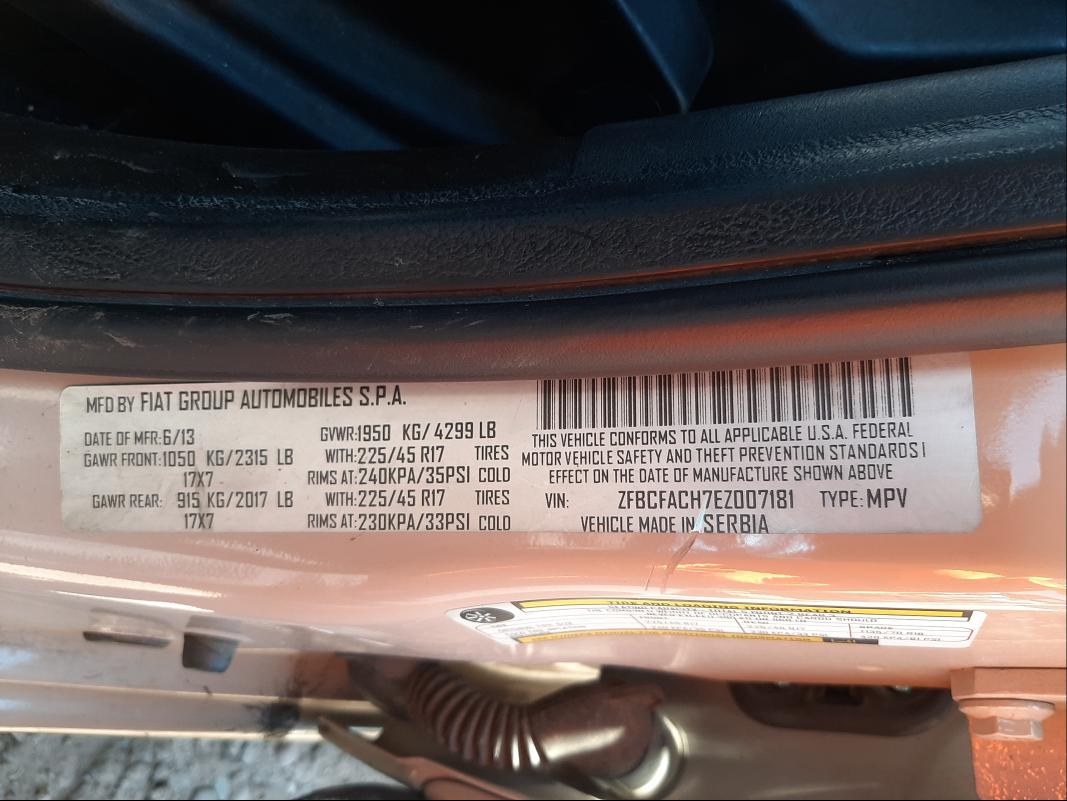 MFD BY FIAT GROUP AUTOMOBILES S.P.A.
DATE OF MFR: 6/13 GVWR: 1950 KG/ 4299 LB
GAWR FRONT: 1050 KG/2315 LB WITH: 225/45 R17 TIRES
17X7 RIMS AT: 240KPA/35PSI COLD
GAWR REAR: 915 KG/2017 LB WITH: 225/45 R17 TIRES
17X7 RIMS AT: 230KPA/33PSI COLD
THIS VEHICLE CONFORMS TO ALL APPLICABLE U.S.A. FEDERAL
MOTOR VEHICLE SAFETY AND THEFT PREVENTION STANDARDS I
EFFECT ON THE DATE OF MANUFACTURE SHOWN ABOVE
VIN: ZFBCFACH7EZ007181 TYPE: MPV
VEHICLE MADE IN SERBIA
TIRE AND LOADING INFORMATION